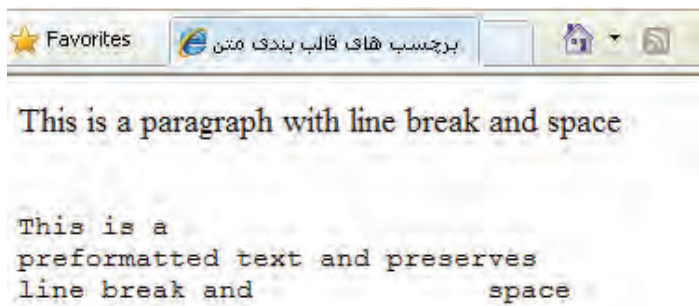 Favorites
برچسب های قالب بندی متن
This is a paragraph with line break and space
This is a
preformatted text and preserves
line break and                space